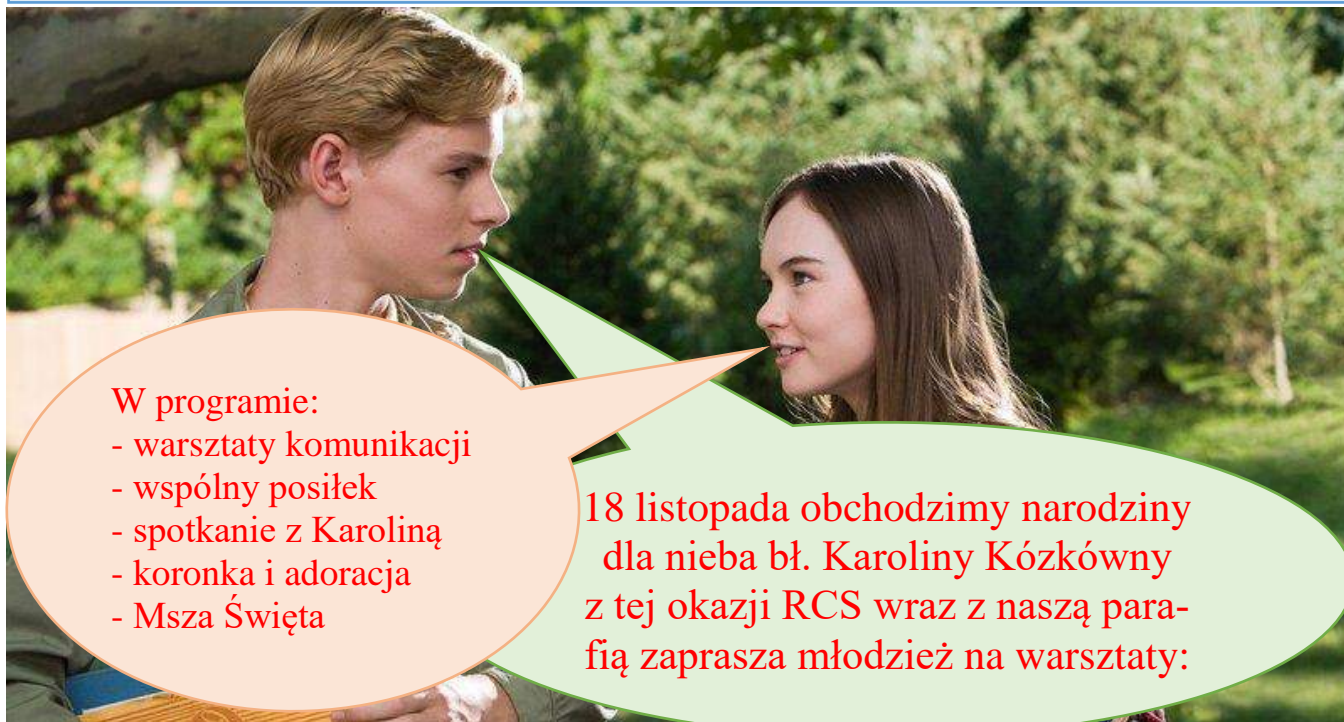 W programie:
- warsztaty komunikacji
- wspólny posiłek
- spotkanie z Karoliną
- koronka i adoracja
- Msza Święta
18 listopada obchodzimy narodziny
dla nieba bł. Karoliny Kózkówny
z tej okazji RCS wraz z naszą para-
fią zaprasza młodzież na warsztaty: